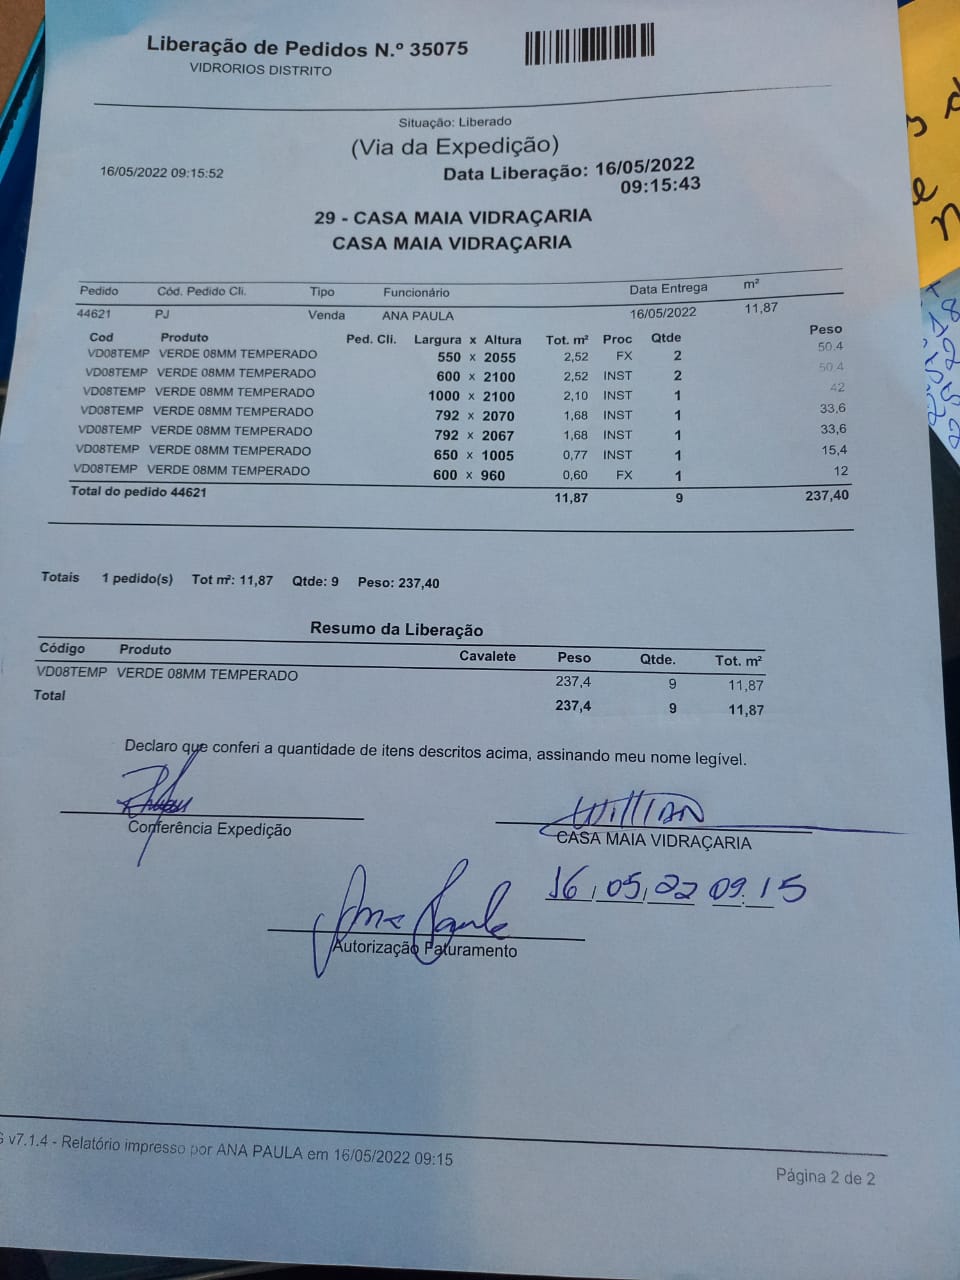 Liberação de Pedidos N.º 35075
VIDRORIOS DISTRITO
Situação: Liberado
(Via da Expedição)
16/05/2022 09:15:52
Data Liberação: 16/05/2022
09:15:43
29 - CASA MAIA VIDRAÇARIA
CASA MAIA VIDRAÇARIA
Pedido Cód. Pedido Cli. Tipo Funcionário Data Entrega m²
44621 PJ Venda ANA PAULA 16/05/2022 11,87
Cod Produto Ped. Cli. Largura x Altura Tot. m² Proc Qtde Peso
VD08TEMP VERDE 08MM TEMPERADO 550 x 2055 2,52 FX 2 50.4
VD08TEMP VERDE 08MM TEMPERADO 600 x 2100 2,52 INST 2 50.4
VD08TEMP VERDE 08MM TEMPERADO 1000 x 2100 2,10 INST 1 42
VD08TEMP VERDE 08MM TEMPERADO 792 x 2070 1,68 INST 1 33,6
VD08TEMP VERDE 08MM TEMPERADO 792 x 2067 1,68 INST 1 33,6
VD08TEMP VERDE 08MM TEMPERADO 650 x 1005 0,77 INST 1 15,4
VD08TEMP VERDE 08MM TEMPERADO 600 x 960 0,60 FX 1 12
Total do pedido 44621 11,87 9 237,40
Totais 1 pedido(s) Tot m²: 11,87 Qtde: 9 Peso: 237,40
Resumo da Liberação
Código Produto Cavalete Peso Qtde. Tot. m²
VD08TEMP VERDE 08MM TEMPERADO 237,4 9 11,87
Total 237,4 9 11,87
Declaro que conferi a quantidade de itens descritos acima, assinando meu nome legível.
WIllIAN
Conferência Expedição
CASA MAIA VIDRAÇARIA
16/05/22 09:15
Ana Paula
Autorização Faturamento
v7.1.4 - Relatório impresso por ANA PAULA em 16/05/2022 09:15
Página 2 de 2